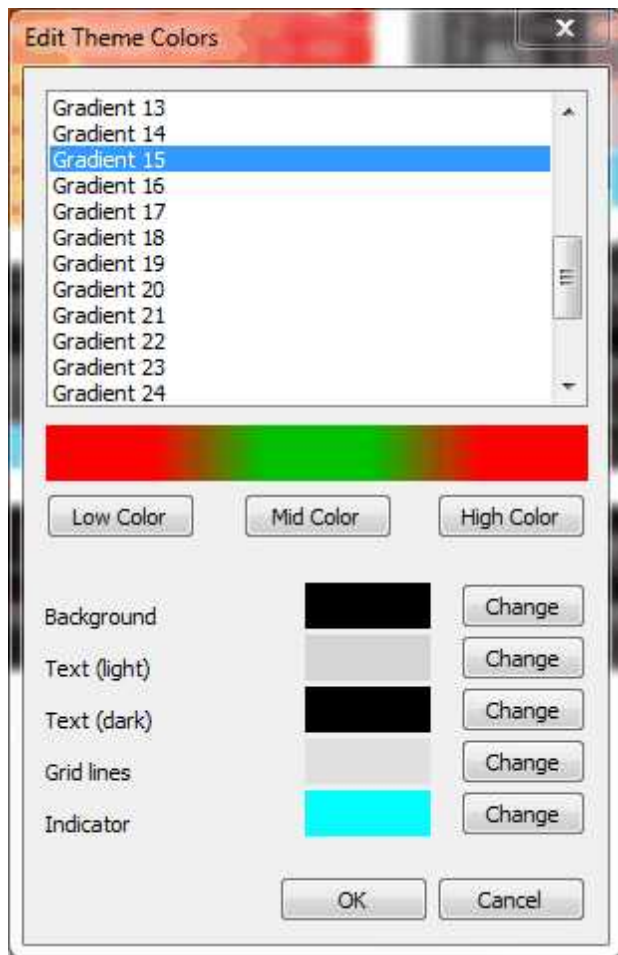 Edit Theme Colors
Gradient 13
Gradient 14
Gradient 15
Gradient 16
Gradient 17
Gradient 18
Gradient 19
Gradient 20
Gradient 21
Gradient 22
Gradient 23
Gradient 24
Low Color Mid Color High Color
Background Change
Text (light) Change
Text (dark) Change
Grid lines Change
Indicator Change
OK Cancel